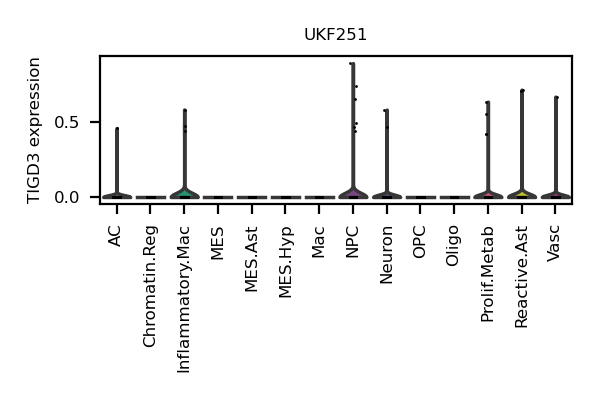 UKF251
TIGD3 expression
0.5
0.0
AC
Chromatin.Reg
Inflammatory.Mac
MES
MES.Ast
MES.Hyp
Mac
NPC
Neuron
OPC
Oligo
Prolif.Metab
Reactive.Ast
Vasc